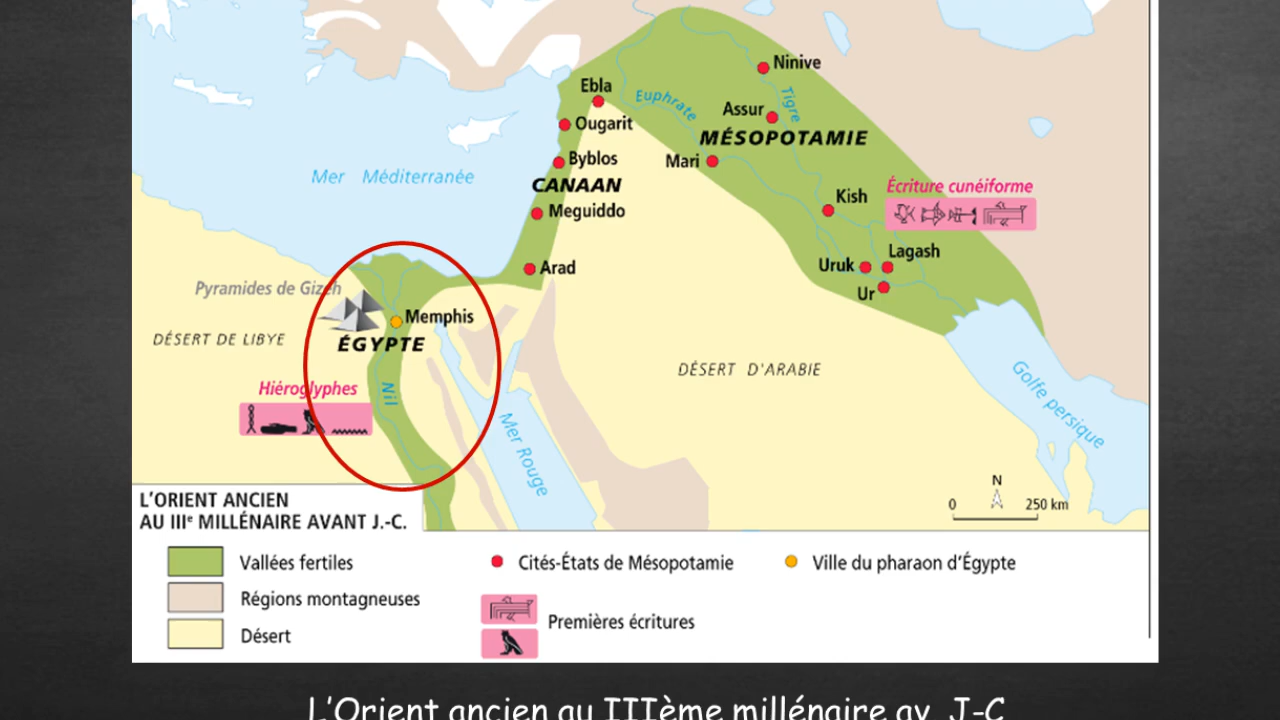 Ninive
Ebla
Euphrate
Tigre
Assur
Ougarit
MÉSOPOTAMIE
Byblos
Mari
Mer Méditerranée
CANAAN
Écriture cunéiforme
Kish
Meguiddo
Lagash
Uruk
Arad
Ur
Pyramides de Gizeh
Memphis
DÉSERT DE LIBYE
ÉGYPTE
DÉSERT D'ARABIE
Hiéroglyphes
Nil
Golfe persique
Mer Rouge
N
0 250 km
L'ORIENT ANCIEN
AU IIIe MILLÉNAIRE AVANT J.-C.
Vallées fertiles
Cités-États de Mésopotamie
Ville du pharaon d'Égypte
Régions montagneuses
Premières écritures
Désert
L'Orient ancien au IIIème millénaire av. J-C